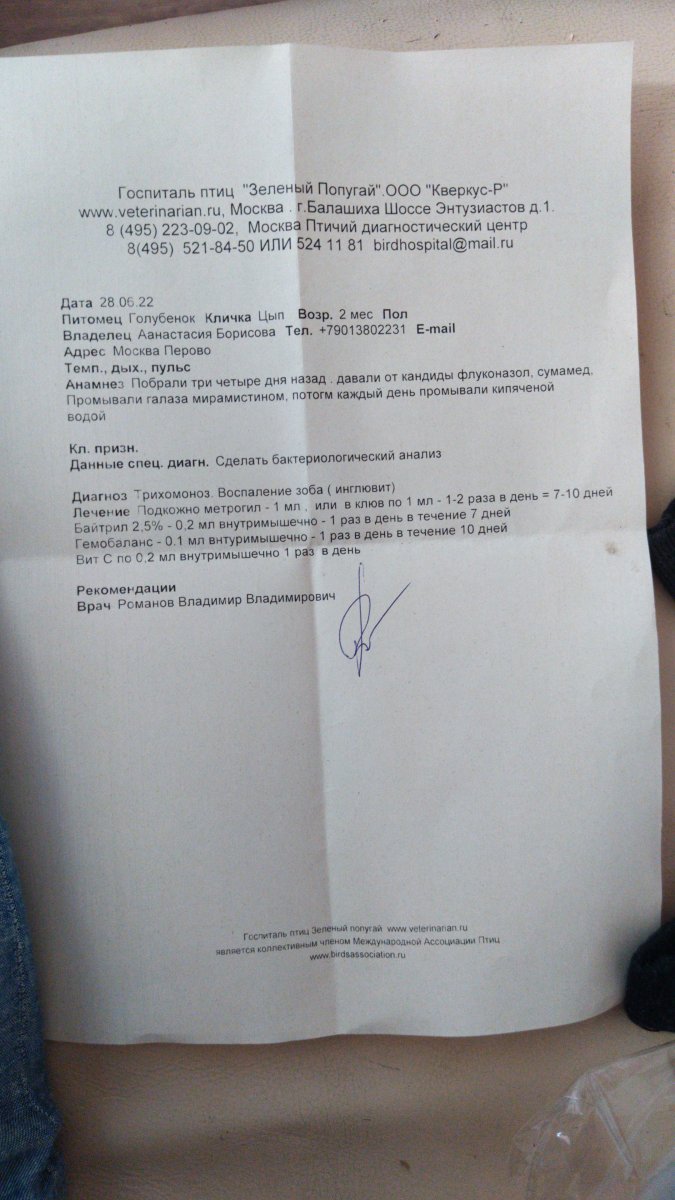 Госпиталь птиц "Зеленый Попугай".ООО "Кверкус-Р"
www.veterinarian.ru, Москва . г.Балашиха Шоссе Энтузиастов д.1.
8 (495) 223-09-02, Москва Птичий диагностический центр
8(495) 521-84-50 ИЛИ 524 11 81 birdhospital@mail.ru
Дата 28.06.22
Питомец Голубенок Кличка Цып Возр. 2 мес Пол
Владелец Аанастасия Борисова Тел. +79013802231 E-mail
Адрес Москва Перово
Темп., дых., пульс
Анамнез Побрали три четыре дня назад . давали от кандиды флуконазол, сумамед,
Промывали галаза мирамистином, потогм каждый день промывали кипяченой
водой
Кл. призн.
Данные спец. диагн. Сделать бактериологический анализ
Диагноз Трихомоноз. Воспаление зоба ( инглювит)
Лечение Подкожно метрогил - 1 мл , или в клюв по 1 мл - 1-2 раза в день = 7-10 дней
Байтрил 2,5% - 0,2 мл внутримышечно - 1 раз в день в течение 7 дней
Гемобаланс - 0,1 мл внтуримышечно - 1 раз в день в течение 10 дней
Вит С по 0,2 мл внутримышечно 1 раз в день
Рекомендации
Врач Романов Владимир Владимирович
Госпиталь птиц Зеленый попугай www.veterinarian.ru
является коллективным членом Международной Ассоциации Птиц
www.birdsassociation.ru